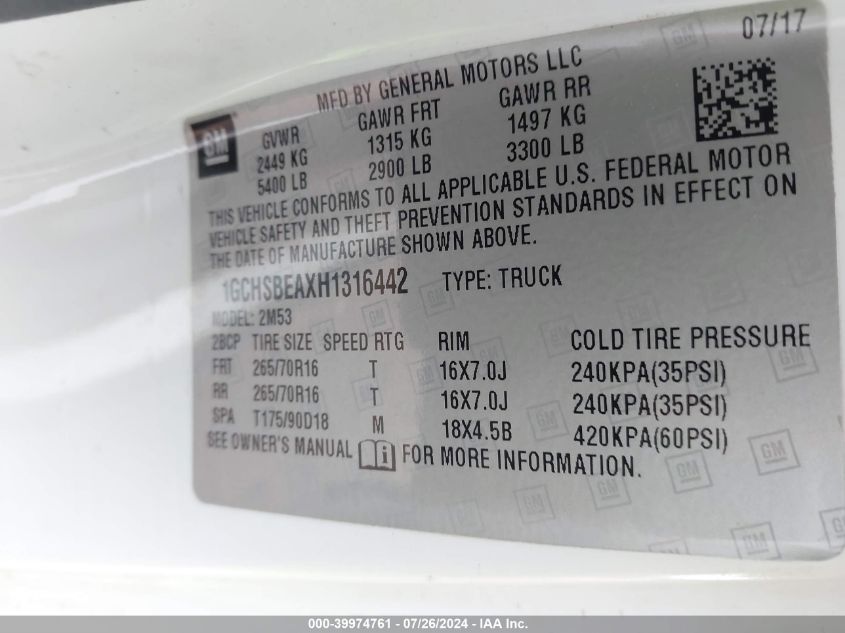 07/17
MFD BY GENERAL MOTORS LLC
GM GVWR GAWR FRT GAWR RR
2449 KG 1315 KG 1497 KG
5400 LB 2900 LB 3300 LB
THIS VEHICLE CONFORMS TO ALL APPLICABLE U.S. FEDERAL MOTOR
VEHICLE SAFETY AND THEFT PREVENTION STANDARDS IN EFFECT ON
THE DATE OF MANUFACTURE SHOWN ABOVE.
1GCHSBEAXH1316442 TYPE: TRUCK
MODEL: 2M53
2BCP TIRE SIZE SPEED RTG RIM COLD TIRE PRESSURE
FRT 265/70R16 T 16X7.0J 240KPA(35PSI)
RR 265/70R16 T 16X7.0J 240KPA(35PSI)
SPA T175/90D18 M 18X4.5B 420KPA(60PSI)
SEE OWNER'S MANUAL i FOR MORE INFORMATION.
000-39974761 - 07/26/2024 - IAA Inc.